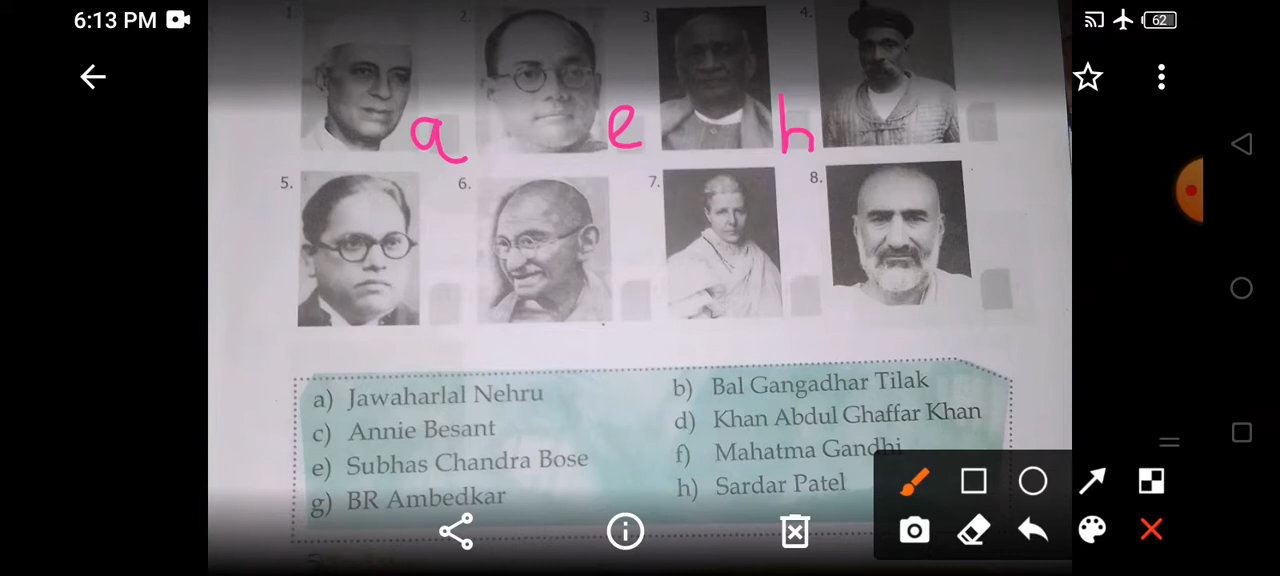 6:13 PM
62
1. 2. 3. 4.
a e h
5. 6. 7. 8.
a) Jawaharlal Nehru b) Bal Gangadhar Tilak
c) Annie Besant d) Khan Abdul Ghaffar Khan
e) Subhas Chandra Bose f) Mahatma Gandhi
g) BR Ambedkar h) Sardar Patel